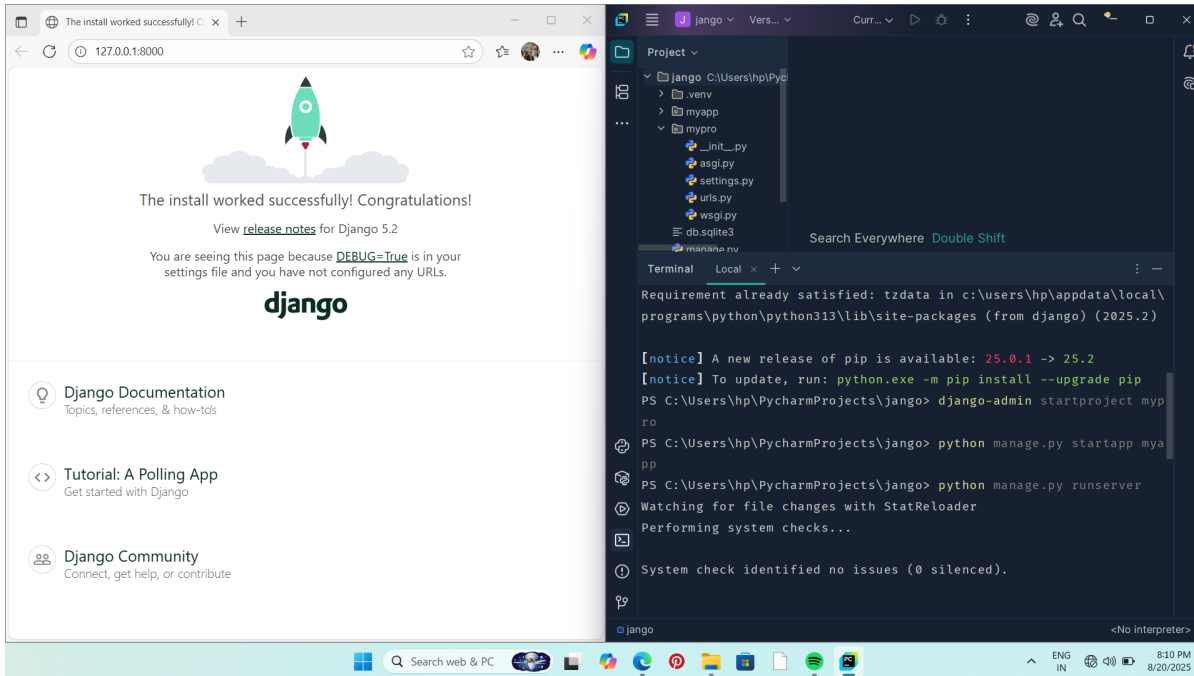 The install worked successfully! C
127.0.0.1:8000
The install worked successfully! Congratulations!
View release notes for Django 5.2
You are seeing this page because DEBUG=True is in your
settings file and you have not configured any URLs.
django
Django Documentation
Topics, references, & how-to's
Tutorial: A Polling App
Get started with Django
Django Community
Connect, get help, or contribute
PC
J jango Vers... Curr...
Project
jango C:\Users\hp\Pyc
.venv
myapp
mypro
__init__.py
asgi.py
settings.py
urls.py
wsgi.py
db.sqlite3
manage.py
Search Everywhere Double Shift
Terminal Local
Requirement already satisfied: tzdata in c:\users\hp\appdata\local\
programs\python\python313\lib\site-packages (from django) (2025.2)
[notice] A new release of pip is available: 25.0.1 -> 25.2
[notice] To update, run: python.exe -m pip install --upgrade pip
PS C:\Users\hp\PycharmProjects\jango> django-admin startproject myp
ro
PS C:\Users\hp\PycharmProjects\jango> python manage.py startapp mya
pp
PS C:\Users\hp\PycharmProjects\jango> python manage.py runserver
Watching for file changes with StatReloader
Performing system checks...
System check identified no issues (0 silenced).
jango <No interpreter>
Search web & PC
PC
ENG
IN
8:10 PM
8/20/2025